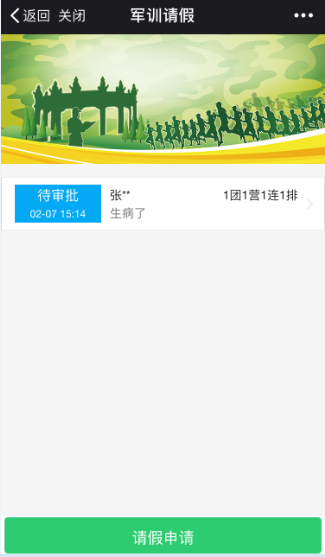 返回 关闭 军训请假
待审批 张** 1团1营1连1排
02-07 15:14 生病了
请假申请